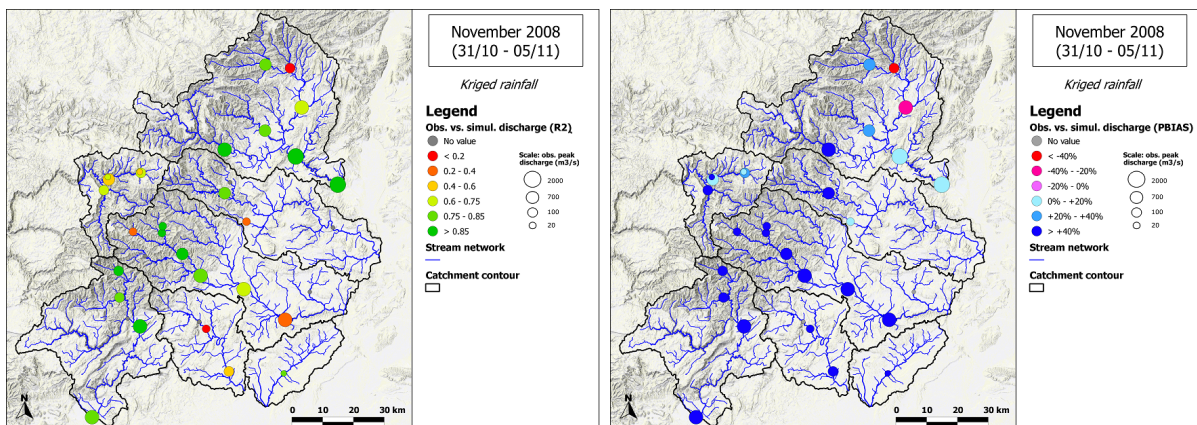 November 2008
(31/10 - 05/11)
Kriged rainfall
Legend
Obs. vs. simul. discharge (R2)
No value
< 0.2
0.2 - 0.4
0.4 - 0.6
0.6 - 0.75
0.75 - 0.85
> 0.85
Scale: obs. peak
discharge (m3/s)
2000
700
100
20
Stream network
Catchment contour
N
0 10 20 30 km
November 2008
(31/10 - 05/11)
Kriged rainfall
Legend
Obs. vs. simul. discharge (PBIAS)
No value
< -40%
-40% - -20%
-20% - 0%
0% - +20%
+20% - +40%
> +40%
Scale: obs. peak
discharge (m3/s)
2000
700
100
20
Stream network
Catchment contour
N
0 10 20 30 km